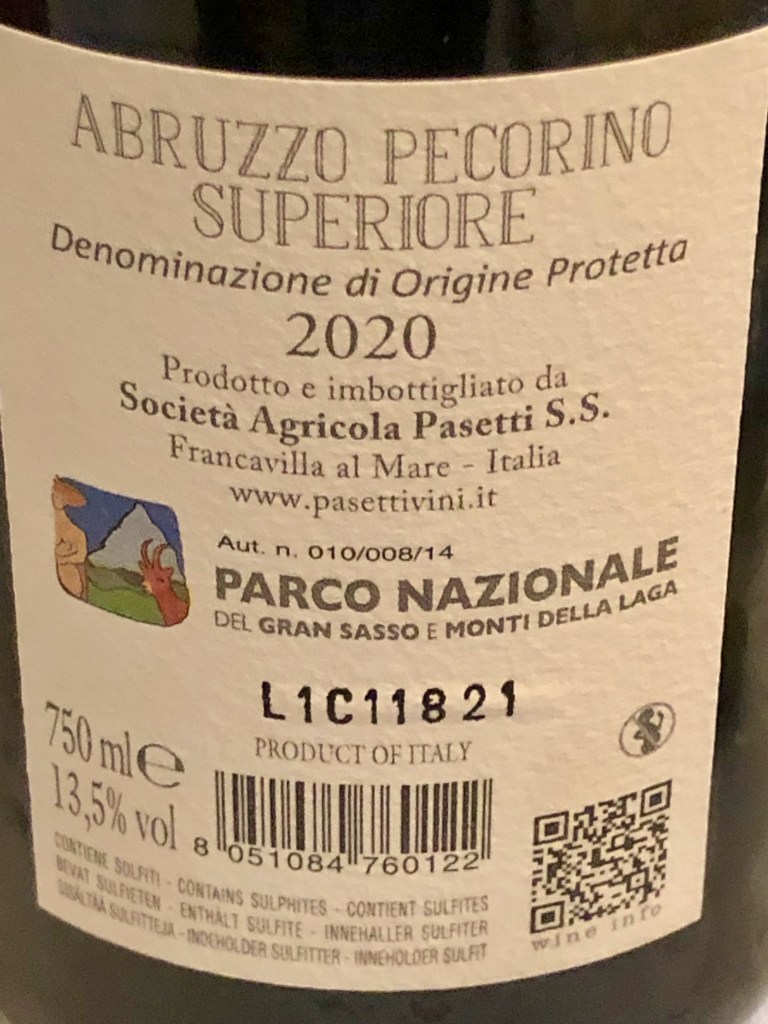 ABRUZZO PECORINO
SUPERIORE
Denominazione di Origine Protetta
2020
Prodotto e imbottigliato da
Società Agricola Pasetti S.S.
Francavilla al Mare - Italia
www.pasettivini.it
Aut. n. 010/008/14
PARCO NAZIONALE
DEL GRAN SASSO E MONTI DELLA LAGA
L1C11821
PRODUCT OF ITALY
750 ml e
13,5% vol
8 051084 760122
CONTIENE SOLFITI - CONTAINS SULPHITES - CONTIENT SULFITES
BEVAT SULFIETEN - ENTHÄLT SULFITE - INNEHALLER SULFITER
SISÄLTÄÄ SULFITTEJA - INDEHOLDER SULFITTER - INNEHOLDER SULFIT
wine info